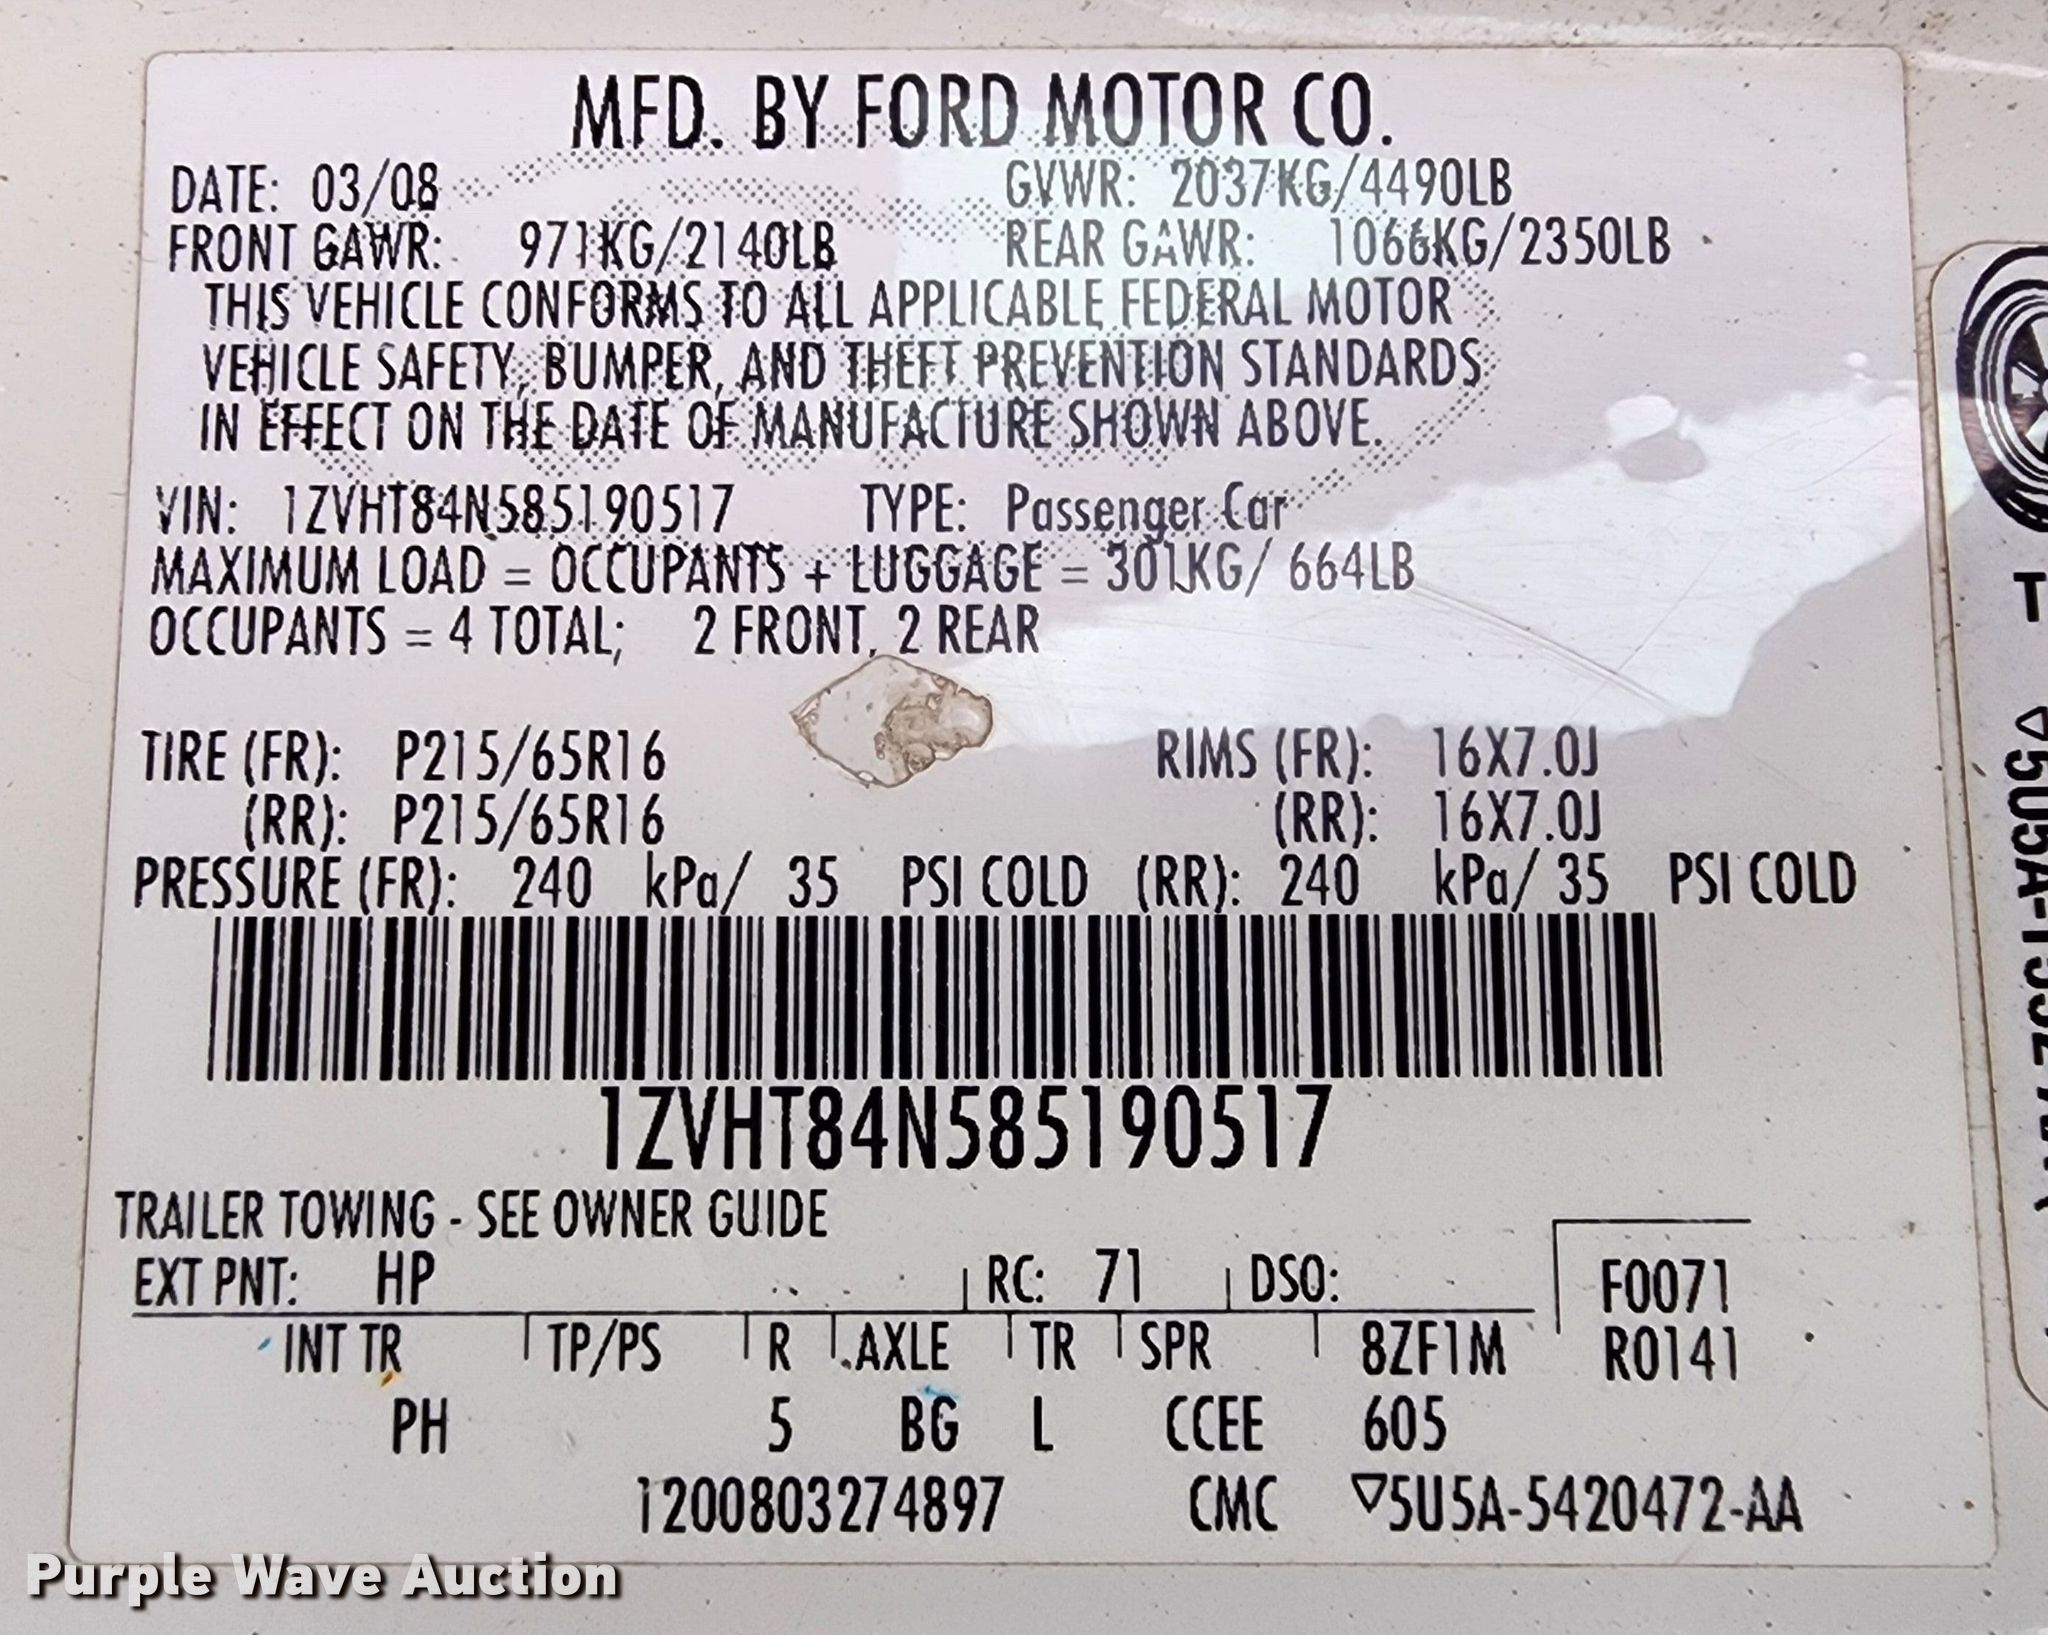 MFD. BY FORD MOTOR CO.
DATE: 03/08 GVWR: 2037KG/4490LB
FRONT GAWR: 971KG/2140LB REAR GAWR: 1066KG/2350LB
THIS VEHICLE CONFORMS TO ALL APPLICABLE FEDERAL MOTOR
VEHICLE SAFETY, BUMPER, AND THEFT PREVENTION STANDARDS
IN EFFECT ON THE DATE OF MANUFACTURE SHOWN ABOVE.
VIN: 1ZVHT84N585190517 TYPE: Passenger Car
MAXIMUM LOAD = OCCUPANTS + LUGGAGE = 301KG/ 664LB
OCCUPANTS = 4 TOTAL; 2 FRONT, 2 REAR
TIRE (FR): P215/65R16 RIMS (FR): 16X7.0J
(RR): P215/65R16 (RR): 16X7.0J
PRESSURE (FR): 240 kPa/ 35 PSI COLD (RR): 240 kPa/ 35 PSI COLD
1ZVHT84N585190517
TRAILER TOWING - SEE OWNER GUIDE
EXT PNT: HP RC: 71 DSO: F0071
INT TR TP/PS R AXLE TR SPR 8ZF1M R0141
PH 5 BG L CCEE 605
1200803274897 CMC ▽5U5A-5420472-AA
T
Purple Wave Auction